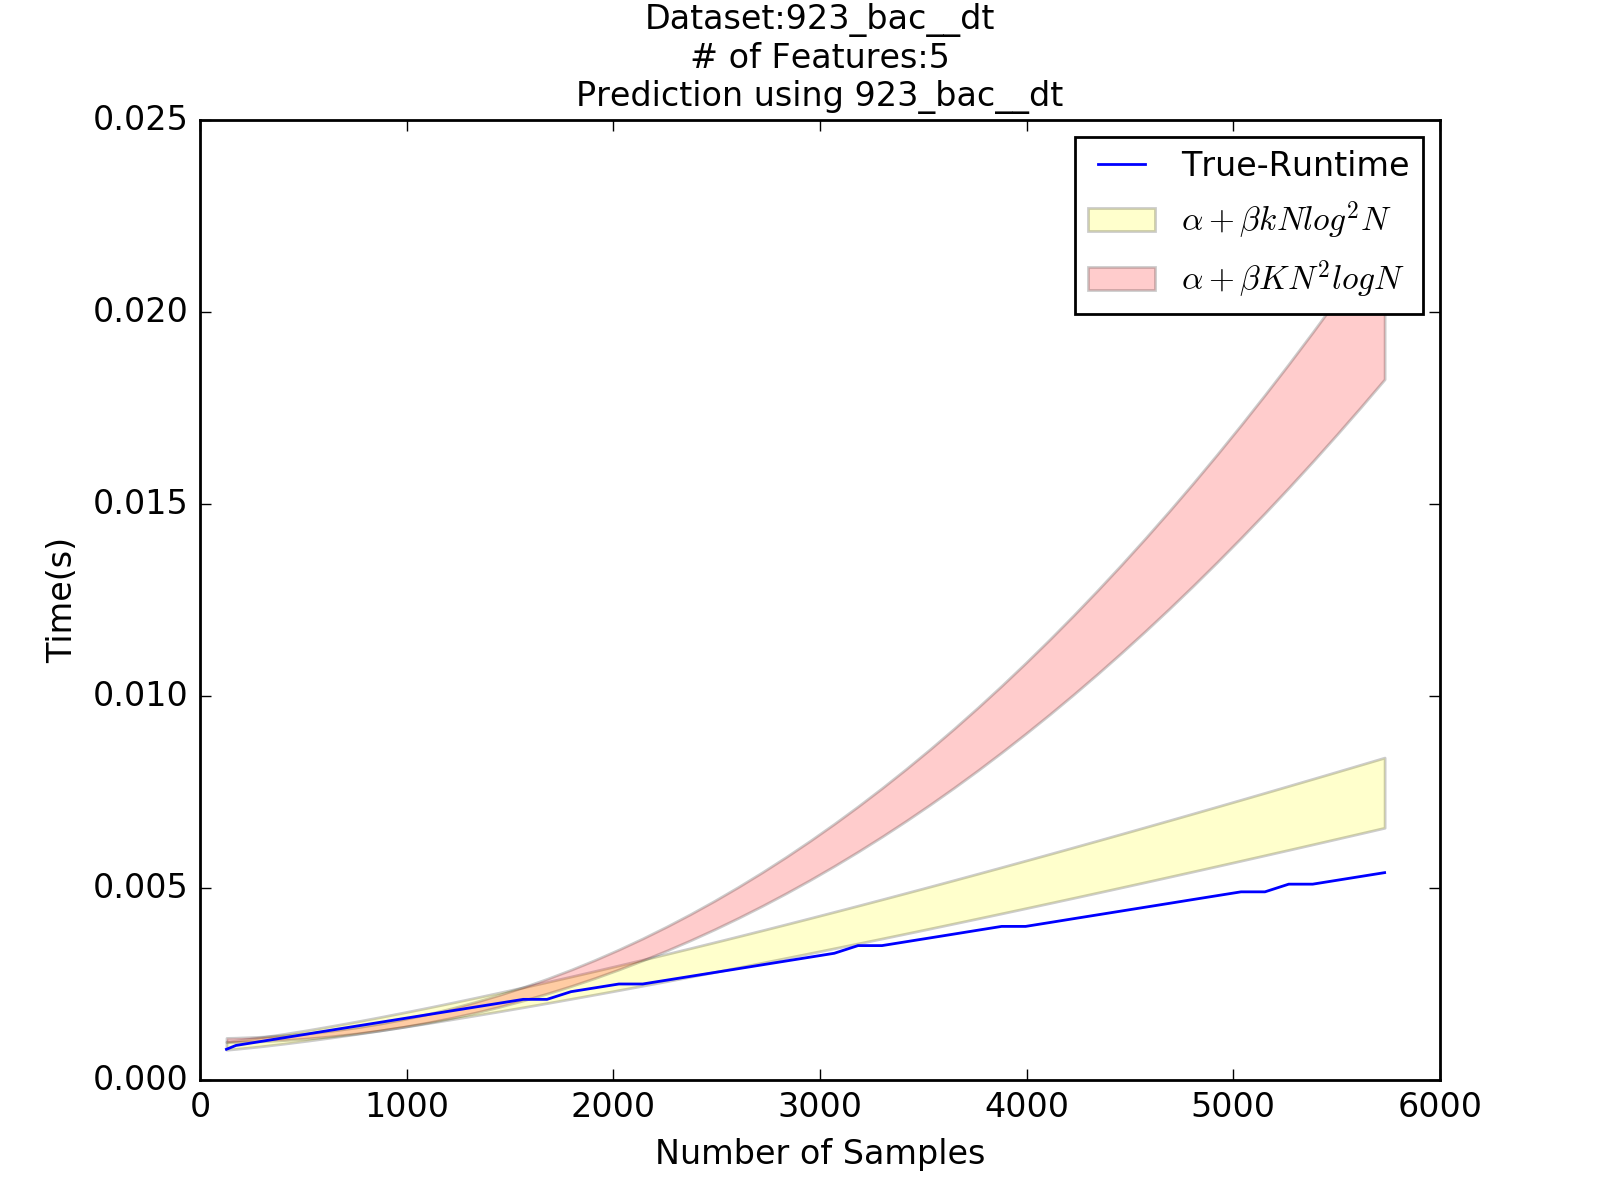 Dataset:923_bac__dt
# of Features:5
Prediction using 923_bac__dt
0.025
0.020
0.015
0.010
0.005
0.000
Time(s)
True-Runtime
α + βkNlog²N
α + βKN²logN
0 1000 2000 3000 4000 5000 6000
Number of Samples